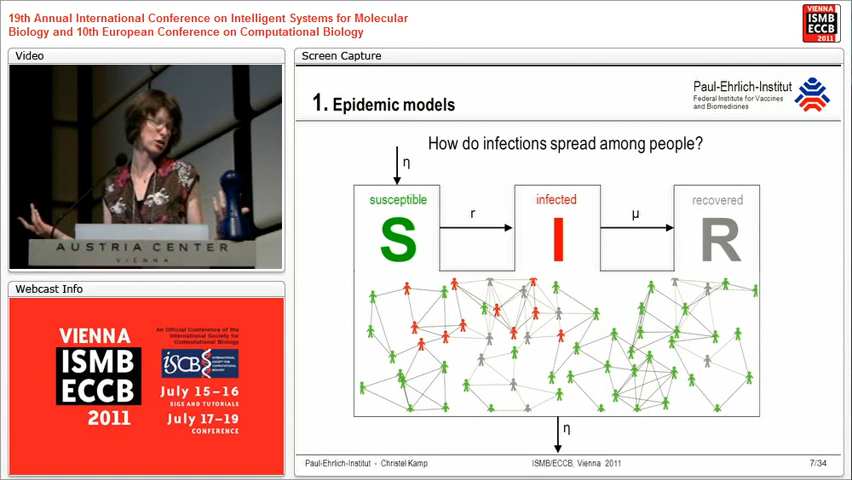 19th Annual International Conference on Intelligent Systems for Molecular
Biology and 10th European Conference on Computational Biology
VIENNA
ISMB
ECCB
2011
Video
AUSTRIA CENTER
VIENNA
Webcast Info
VIENNA
ISMB
ECCB
2011
An Official Conference of the
International Society for
Computational Biology
ISCB
INTERNATIONAL
SOCIETY FOR
COMPUTATIONAL
BIOLOGY
July 15–16
SIGS AND TUTORIALS
July 17–19
CONFERENCE
Screen Capture
1. Epidemic models
Paul-Ehrlich-Institut
Federal Institute for Vaccines
and Biomedicines
How do infections spread among people?
η
susceptible
S
r
infected
I
μ
recovered
R
η
Paul-Ehrlich-Institut - Christel Kamp
ISMB/ECCB, Vienna 2011
7/34